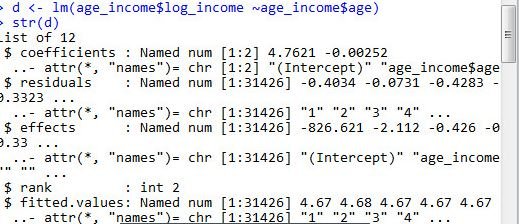 > d <- lm(age_income$log_income ~age_income$age)
> str(d)
List of 12
$ coefficients : Named num [1:2] 4.7621 -0.00252
..- attr(*, "names")= chr [1:2] "(Intercept)" "age_income$age
$ residuals : Named num [1:31426] -0.4034 -0.0731 -0.4283 -
0.3323 ...
..- attr(*, "names")= chr [1:31426] "1" "2" "3" "4" ...
$ effects : Named num [1:31426] -826.621 -2.112 -0.426 -0
0.33 ...
..- attr(*, "names")= chr [1:31426] "(Intercept)" "age_income
"" "" ...
$ rank : int 2
$ fitted.values: Named num [1:31426] 4.67 4.68 4.67 4.67 4.67
..- attr(*, "names")= chr [1:31426] "1" "2" "3" "4" ...